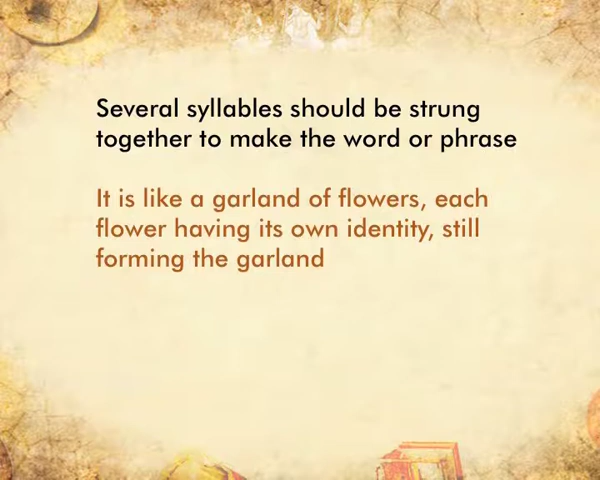 Several syllables should be strung
together to make the word or phrase
It is like a garland of flowers, each
flower having its own identity, still
forming the garland